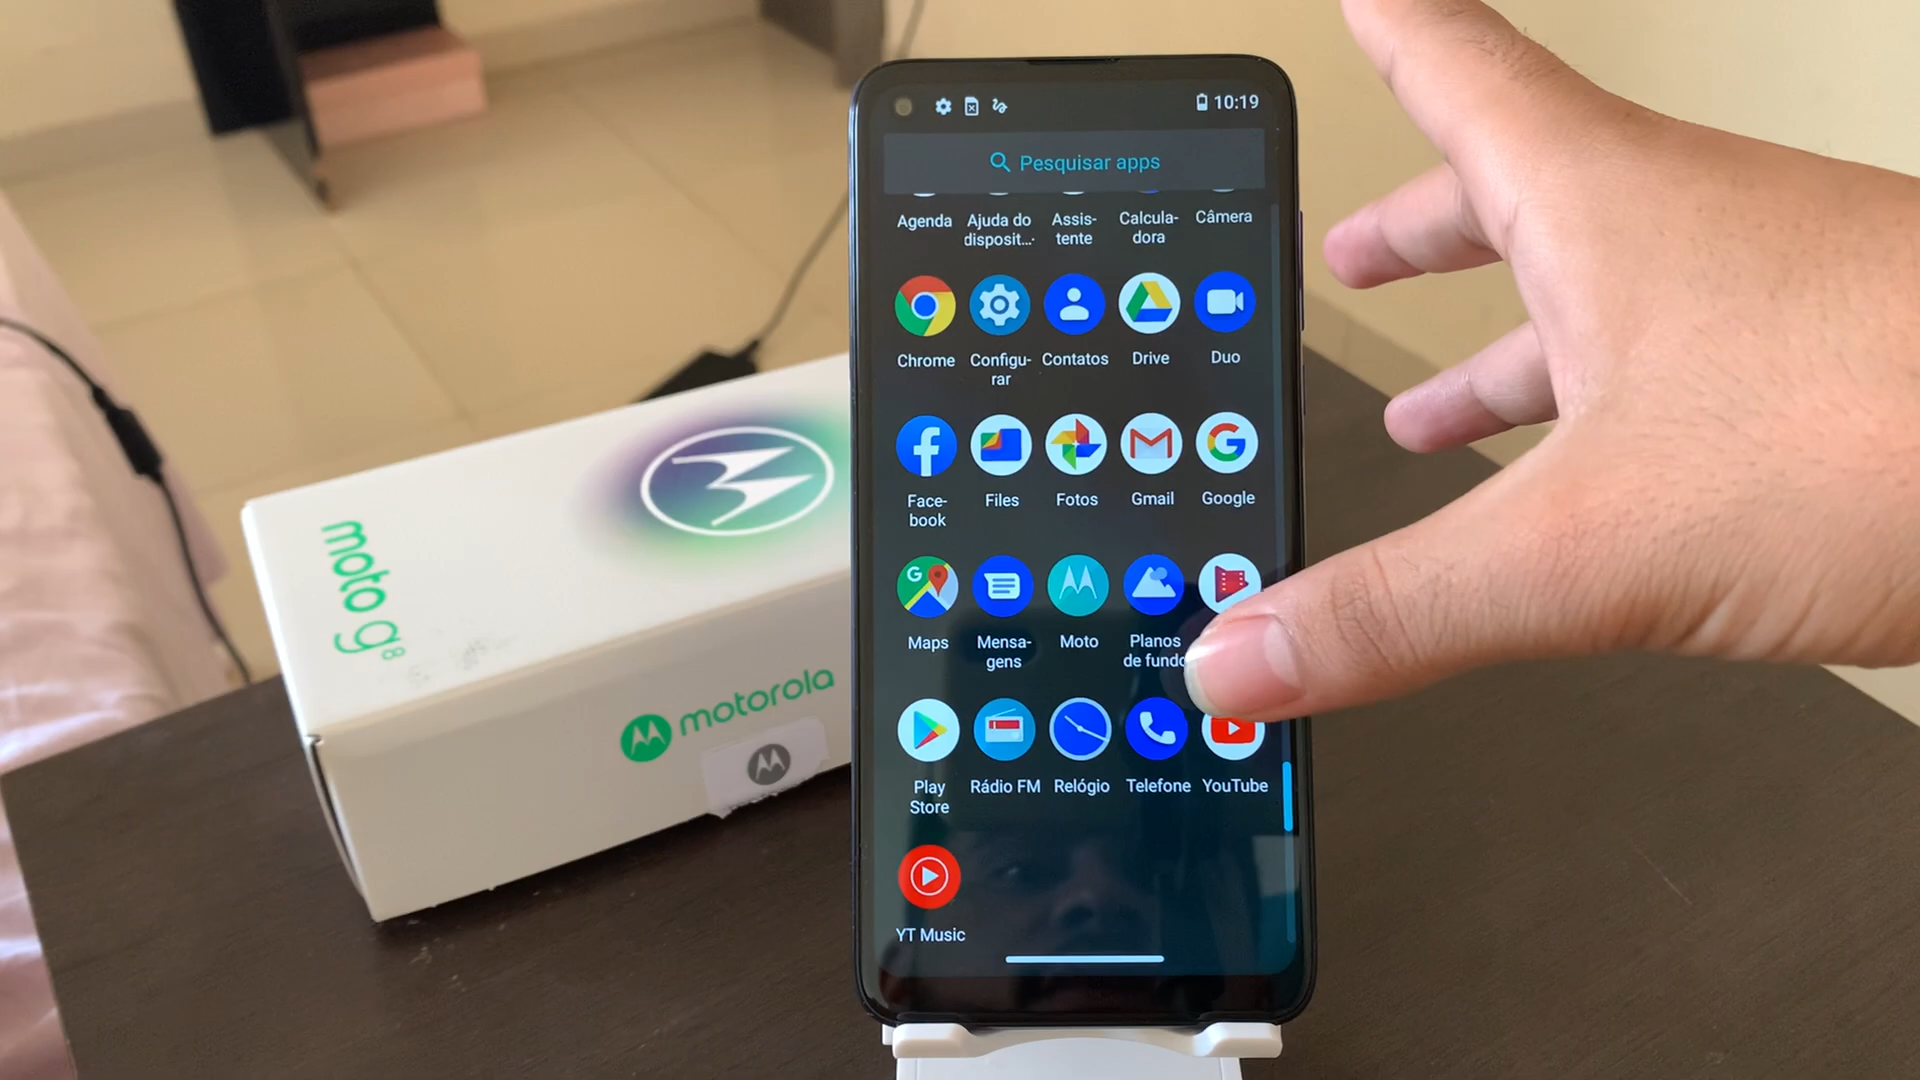 10:19
Pesquisar apps
Agenda
Ajuda do
disposit...
Assis-
tente
Calcula-
dora
Câmera
Chrome
Configu-
rar
Contatos
Drive
Duo
Face-
book
Files
Fotos
Gmail
Google
Maps
Mensa-
gens
Moto
Planos
de fundo
Play
Store
Rádio FM
Relógio
Telefone
YouTube
YT Music
moto g8
motorola